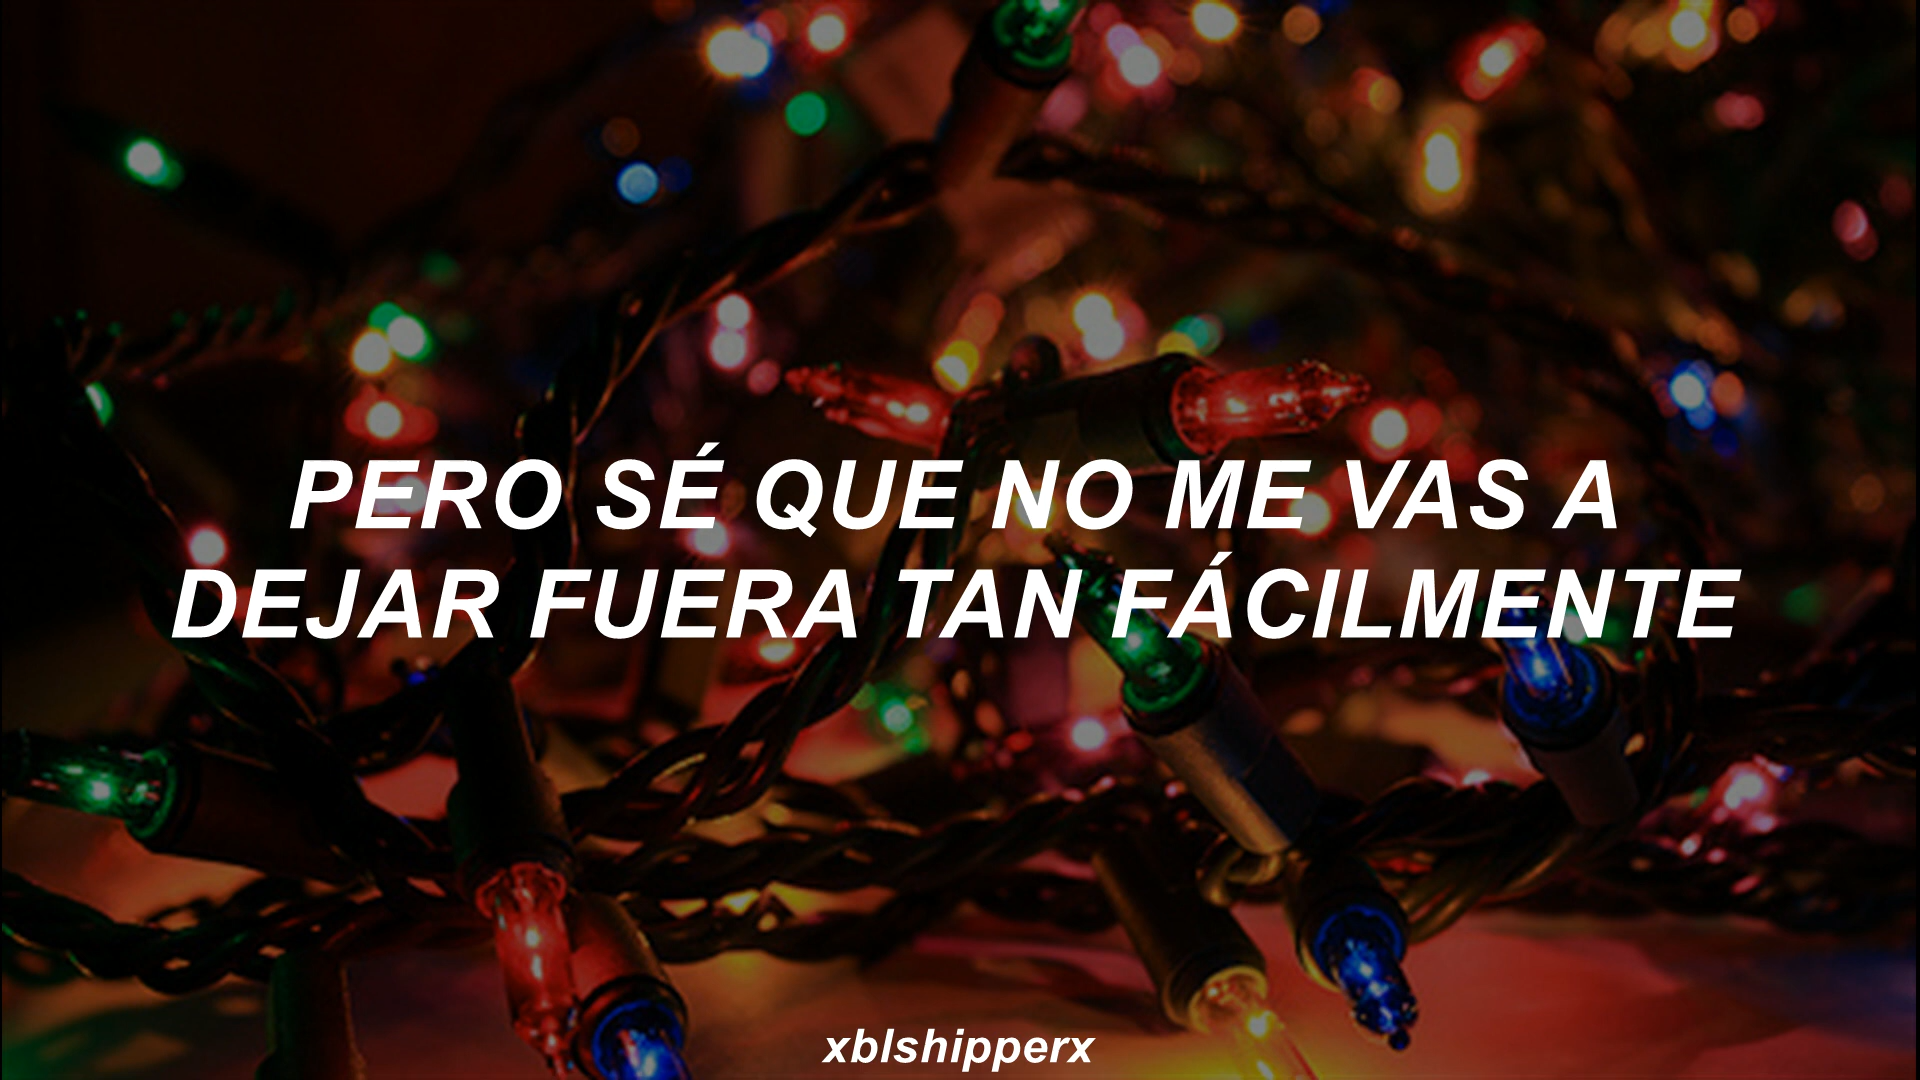 PERO SÉ QUE NO ME VAS A
DEJAR FUERA TAN FÁCILMENTE
xblshipperx